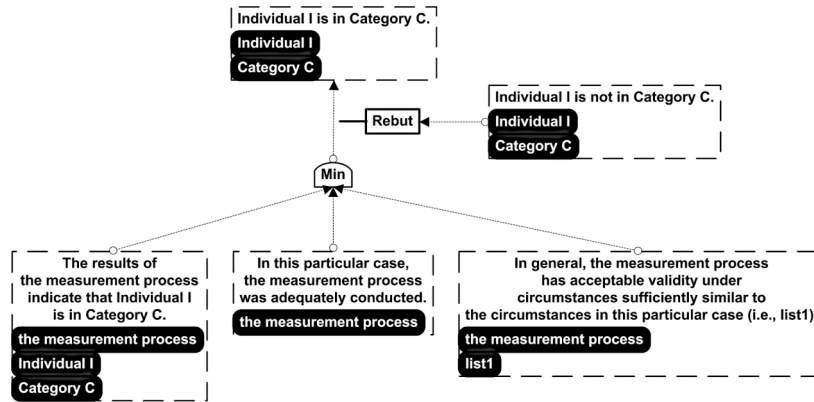 Individual I is in Category C.
Individual I
Category C
Rebut
Individual I is not in Category C.
Individual I
Category C
Min
The results of
the measurement process
indicate that Individual I
is in Category C.
the measurement process
Individual I
Category C
In this particular case,
the measurement process
was adequately conducted.
the measurement process
In general, the measurement process
has acceptable validity under
circumstances sufficiently similar to
the circumstances in this particular case (i.e., list1)
the measurement process
list1